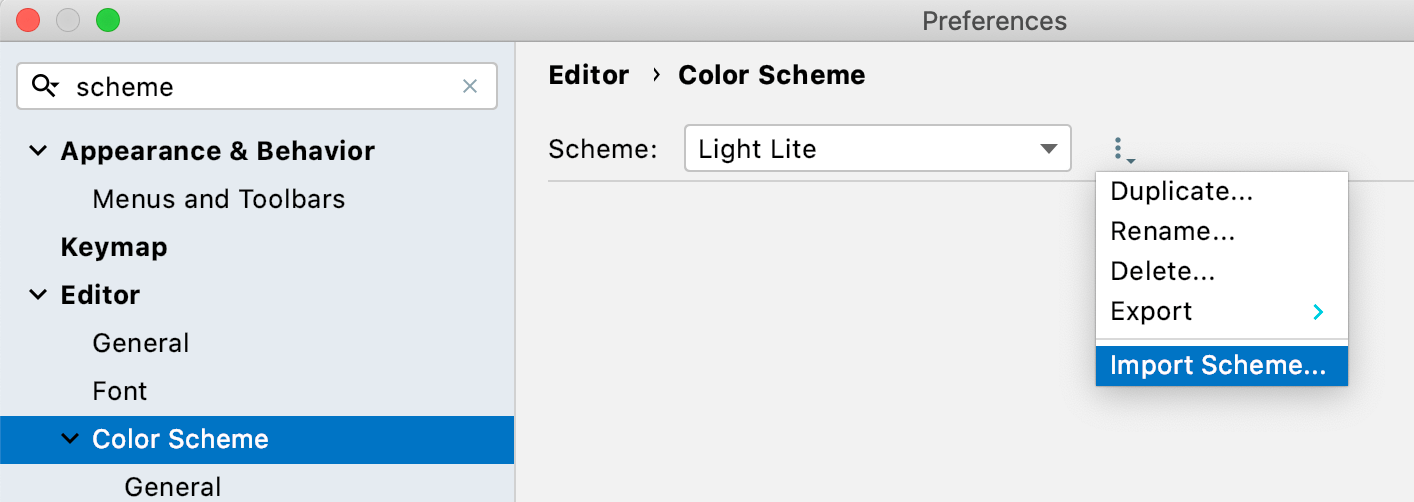 Preferences
scheme
Appearance & Behavior
Menus and Toolbars
Keymap
Editor
General
Font
Color Scheme
General
Editor › Color Scheme
Scheme: Light Lite
Duplicate...
Rename...
Delete...
Export
Import Scheme...